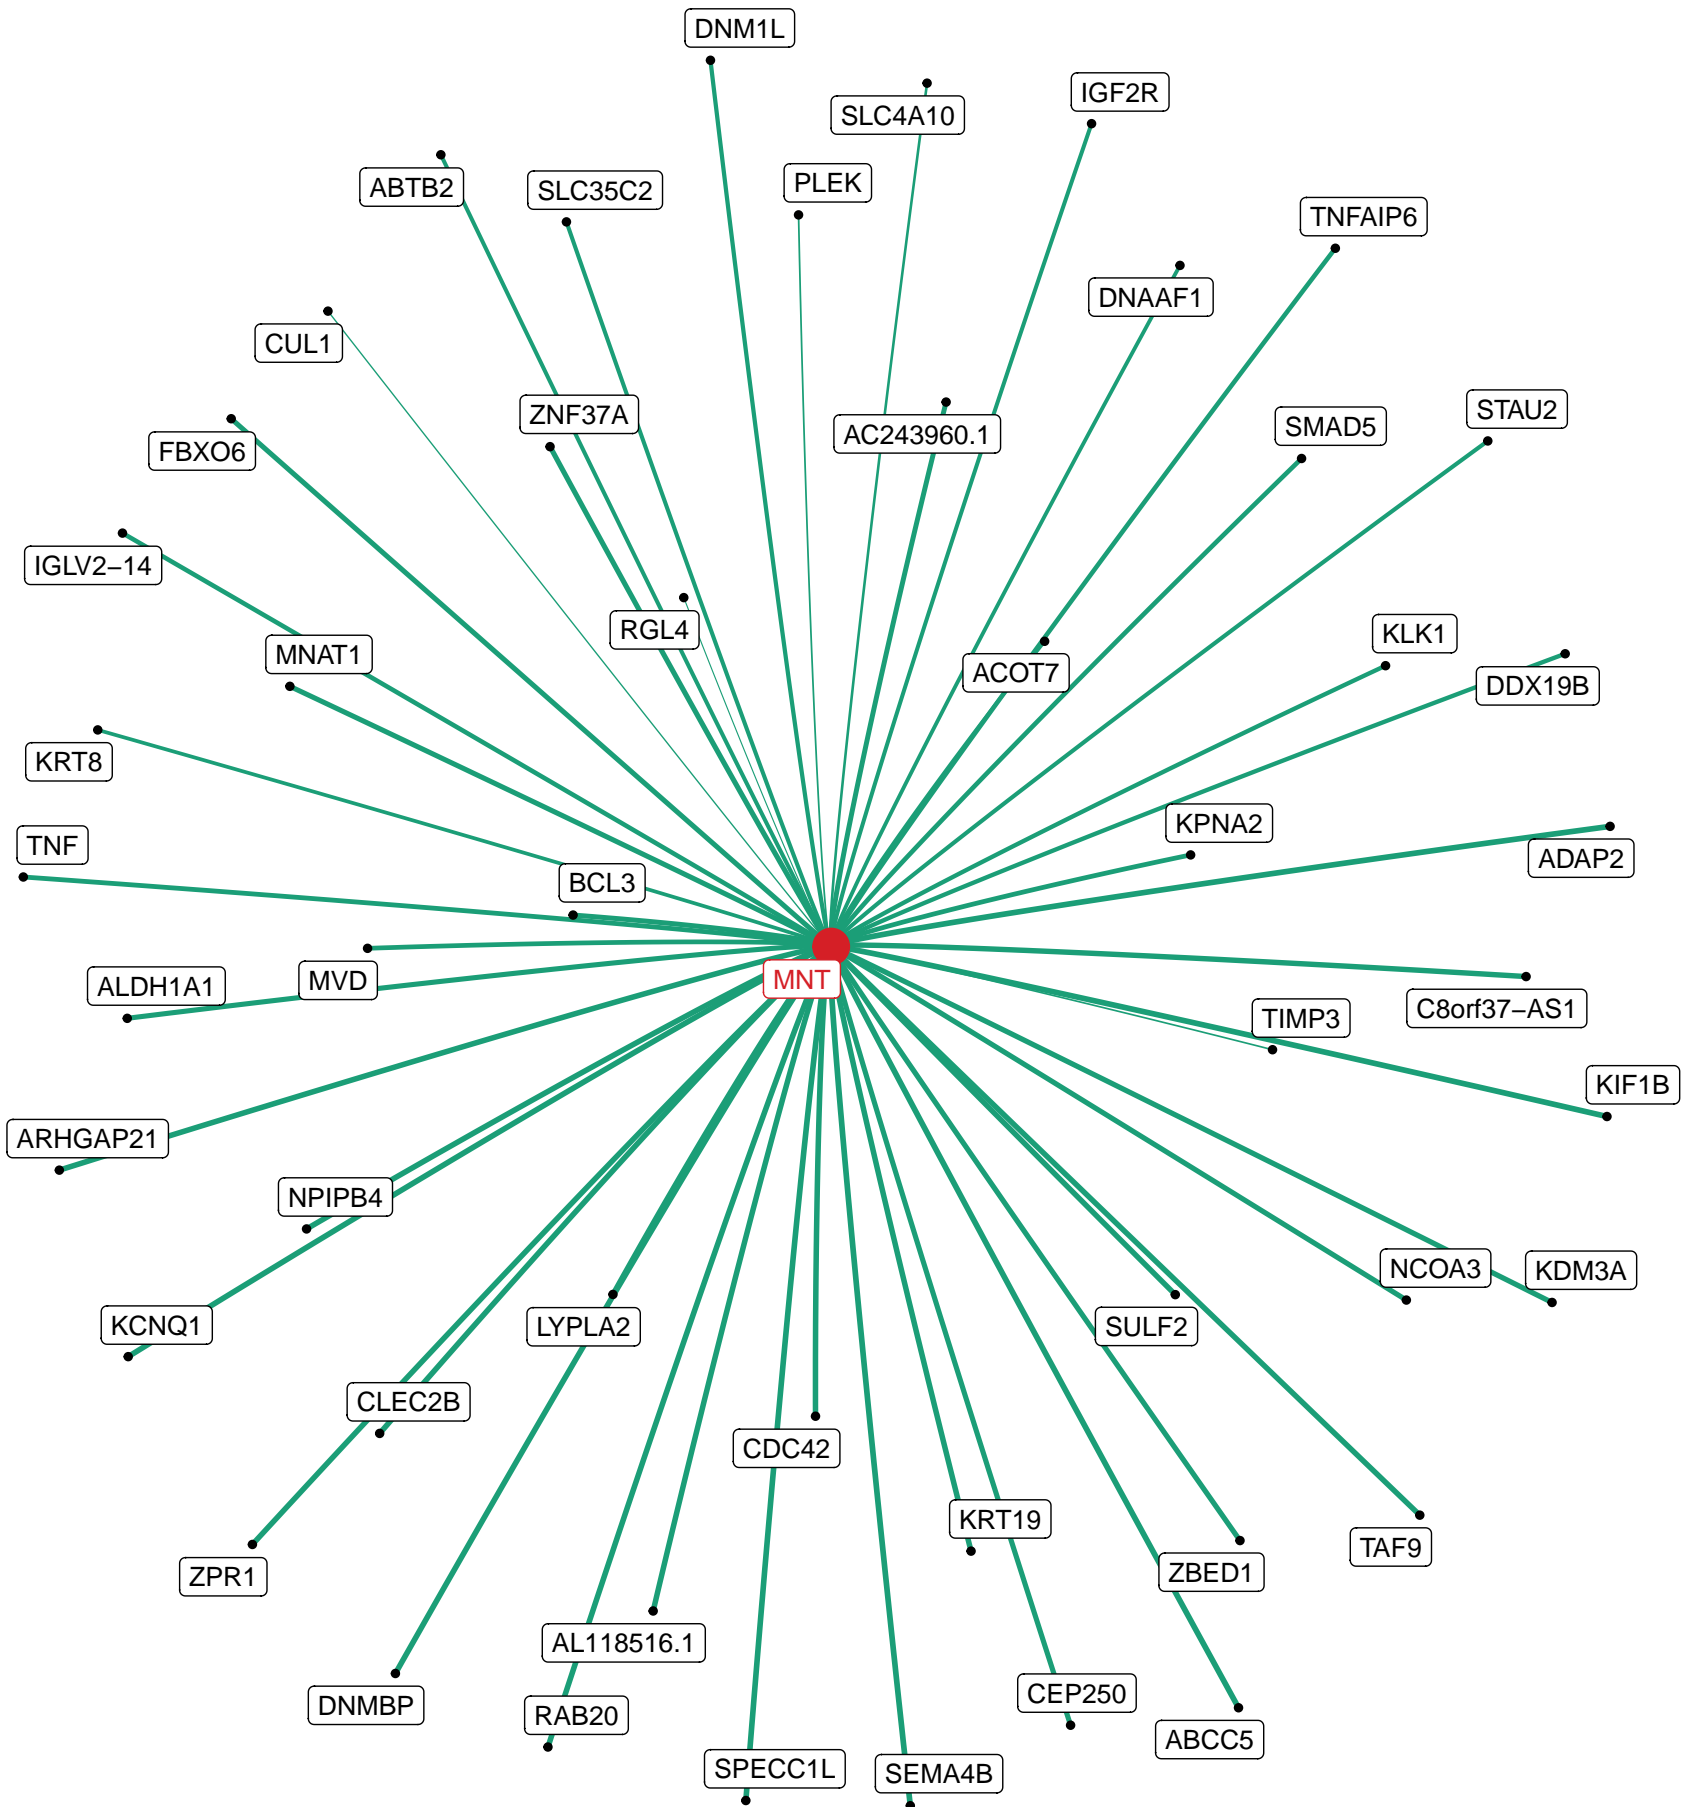 DNM1L
IGF2R
SLC4A10
PLEK
ABTB2
SLC35C2
TNFAIP6
DNAAF1
CUL1
STAU2
ZNF37A
SMAD5
AC243960.1
FBXO6
IGLV2−14
RGL4
KLK1
MNAT1
ACOT7
DDX19B
KRT8
KPNA2
TNF
ADAP2
BCL3
MVD
MNT
ALDH1A1
C8orf37−AS1
TIMP3
KIF1B
ARHGAP21
NPIPB4
NCOA3
KDM3A
KCNQ1
LYPLA2
SULF2
CLEC2B
CDC42
KRT19
TAF9
ZBED1
ZPR1
AL118516.1
CEP250
DNMBP
RAB20
ABCC5
SPECC1L
SEMA4B